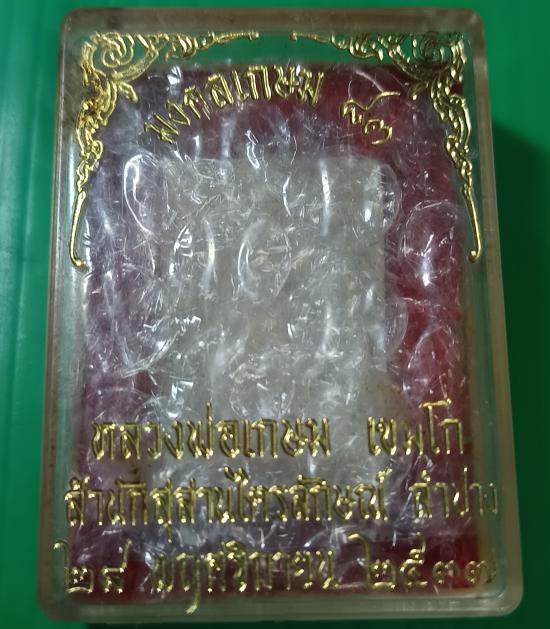 มงคลเกษม ๘๓
หลวงพ่อเกษม เขมโก
สำนักสุสานไตรลักษณ์ ลำปาง
๒๘ พฤศจิกายน ๒๕๓๗